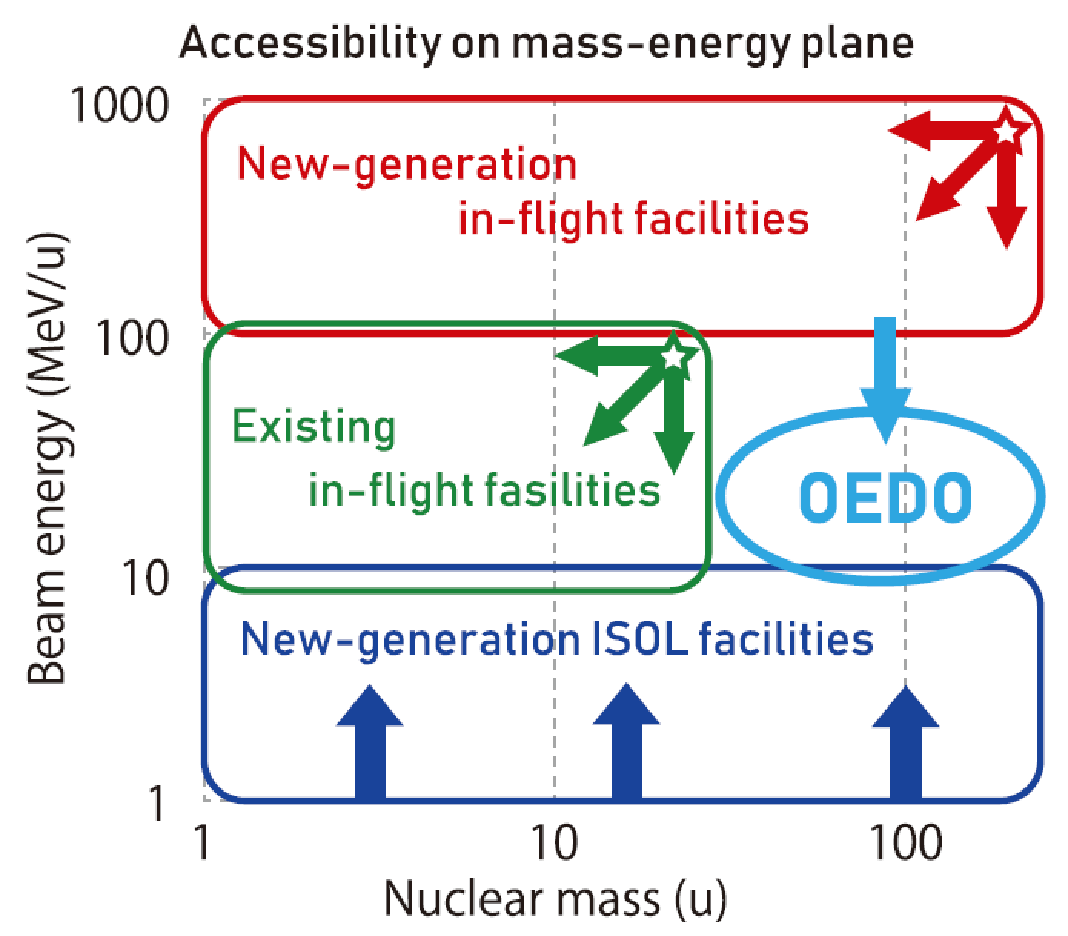 Accessibility on mass-energy plane
1000
New-generation
in-flight facilities
100
Existing
in-flight fasilities
OEDO
10
New-generation ISOL facilities
1
1
10
100
Beam energy (MeV/u)
Nuclear mass (u)